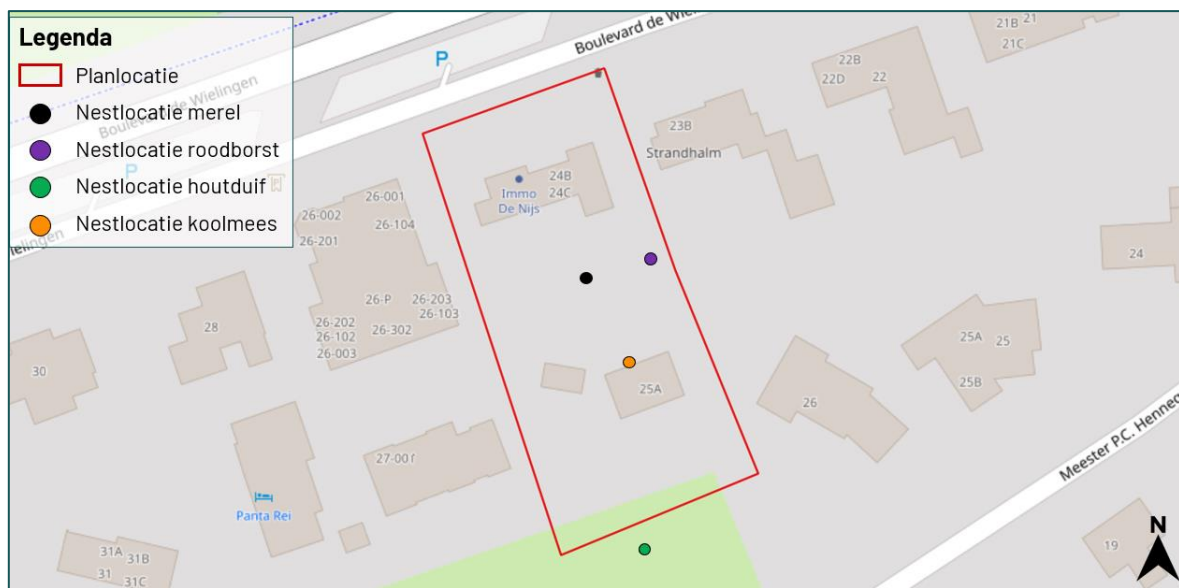 Legenda
Planlocatie
Nestlocatie merel
Nestlocatie roodborst
Nestlocatie houtduif
Nestlocatie koolmees
Boulevard de Wielingen
P
P
Boulevard de Wi
ielingen
21B 21
21C
22B
22D 22
23B
Strandhalm
24B
24C
Immo
De Nijs
26-001
26-002
26-104
26-201
26-P
26-203
26-103
26-202
26-302
26-102
26-003
28
30
24
25A 25
25B
25A
26
27-001
Panta Rei
31A 31B
31 31C
Meester P.C. Henneq
19
N